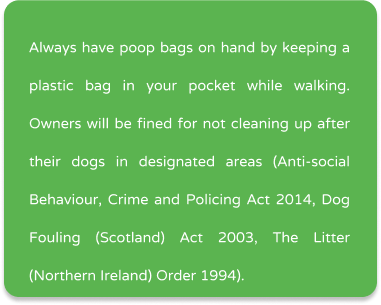 Always have poop bags on hand by keeping a
plastic bag in your pocket while walking.
Owners will be fined for not cleaning up after
their dogs in designated areas (Anti-social
Behaviour, Crime and Policing Act 2014, Dog
Fouling (Scotland) Act 2003, The Litter
(Northern Ireland) Order 1994).